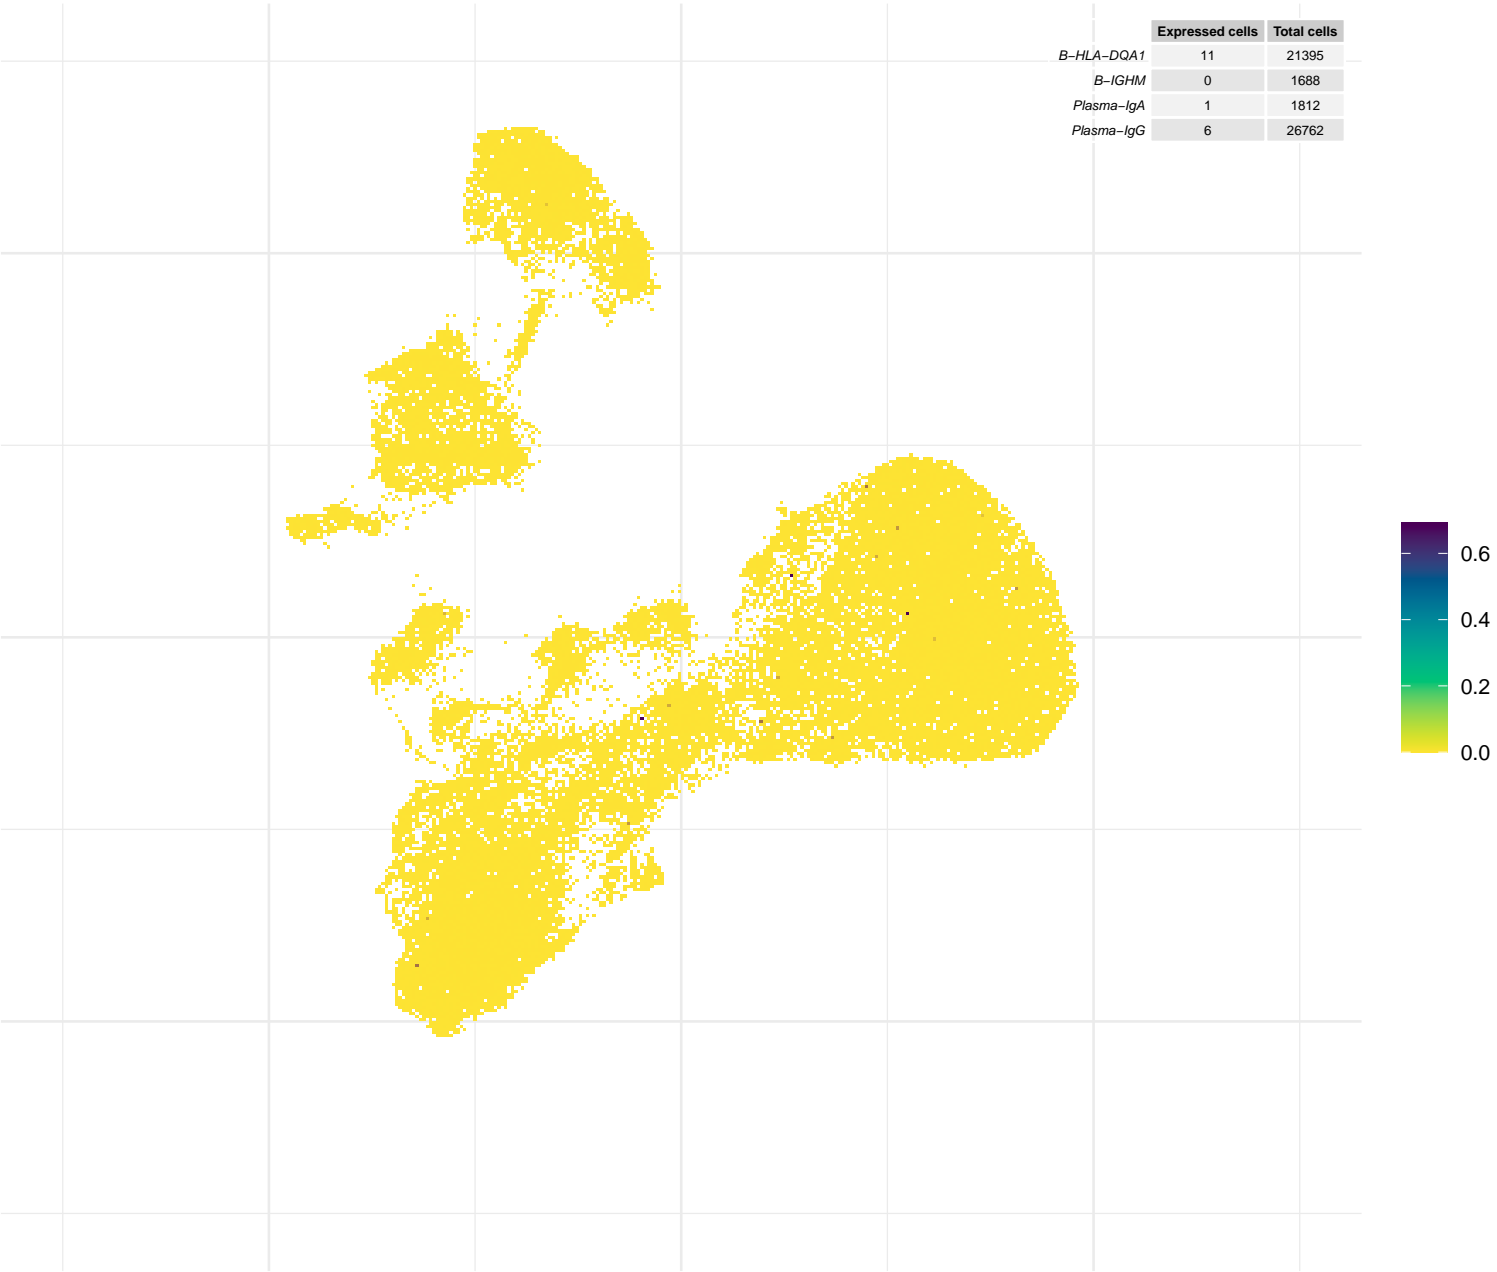 Expressed cells Total cells
B−HLA−DQA1 11 21395
B−IGHM 0 1688
Plasma−IgA 1 1812
Plasma−IgG 6 26762
0.6
0.4
0.2
0.0